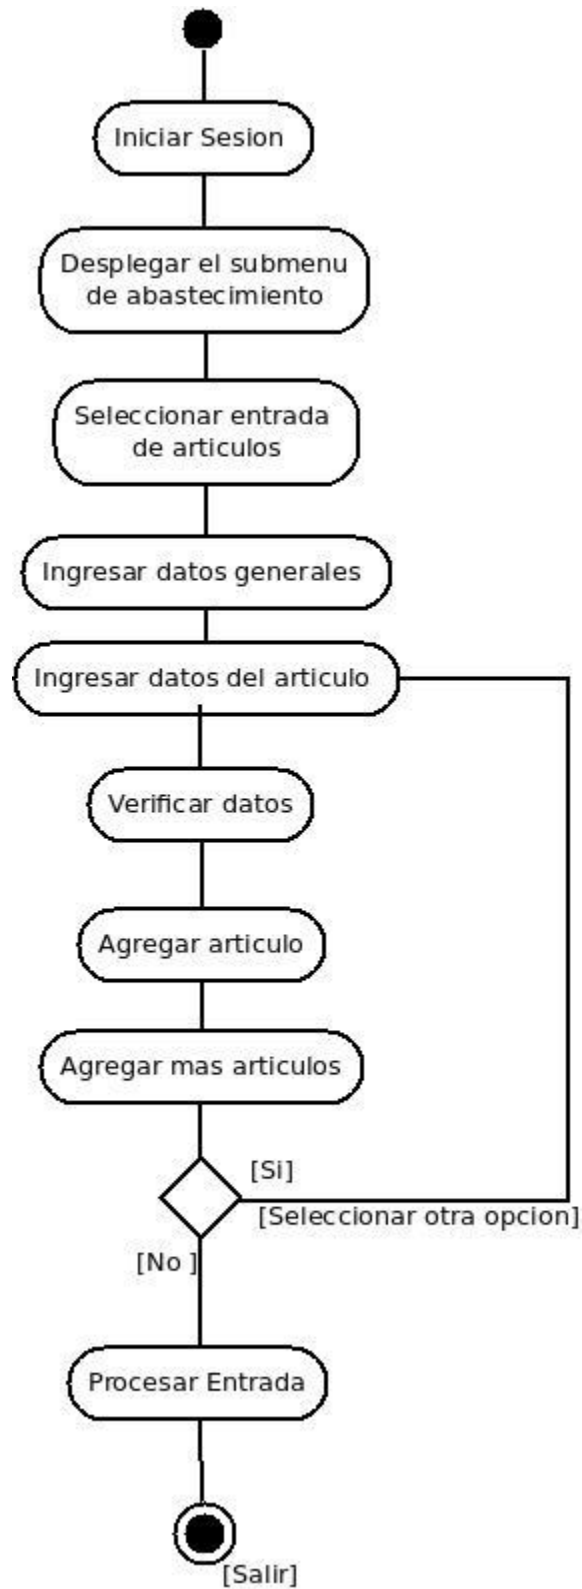 Iniciar Sesion
Desplegar el submenu
de abastecimiento
Seleccionar entrada
de articulos
Ingresar datos generales
Ingresar datos del articulo
Verificar datos
Agregar articulo
Agregar mas articulos
[Si]
[Seleccionar otra opcion]
[No ]
Procesar Entrada
[Salir]